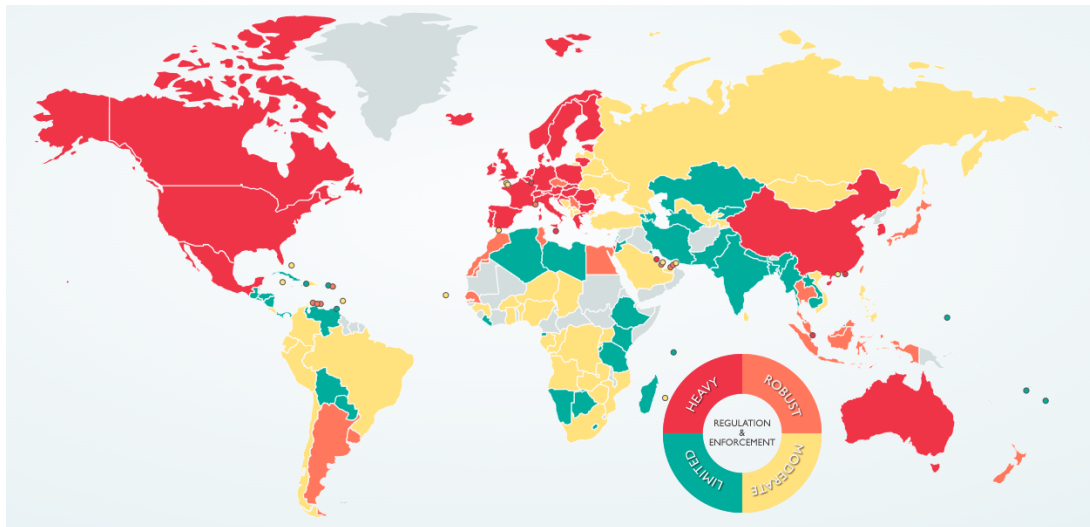 HEAVY
ROBUST
REGULATION
&
ENFORCEMENT
LIMITED
MODERATE